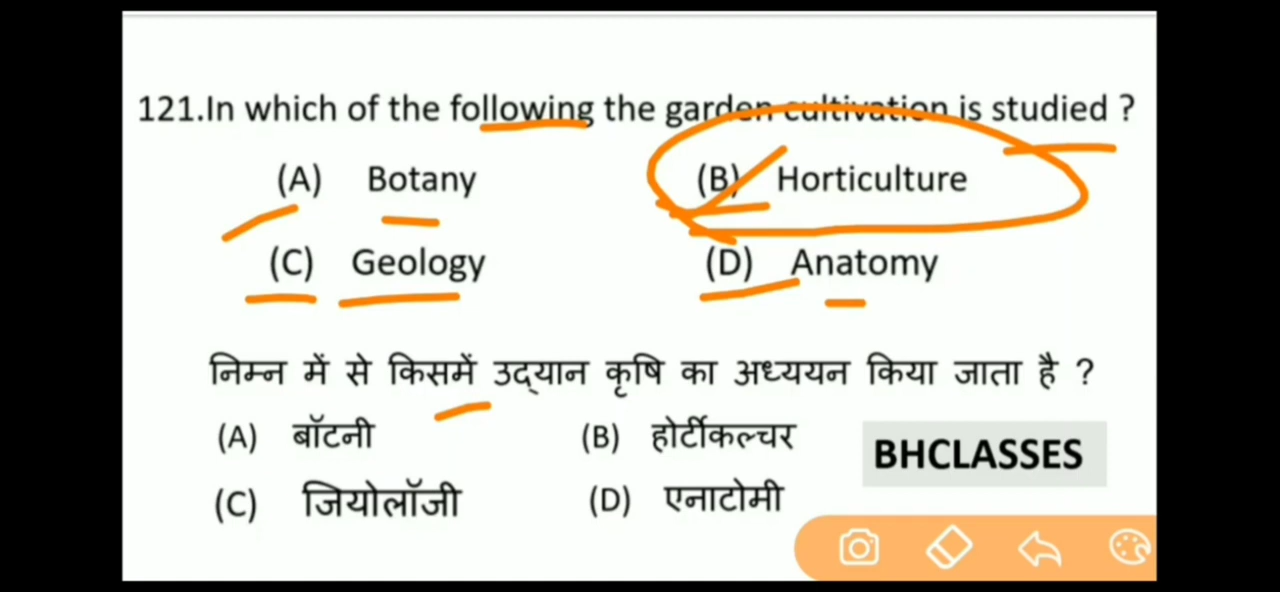 121.In which of the following the garden cultivation is studied ?
(A) Botany (B) Horticulture
(C) Geology (D) Anatomy
निम्न में से किसमें उद्यान कृषि का अध्ययन किया जाता है ?
(A) बॉटनी (B) होर्टीकल्चर
BHCLASSES
(C) जियोलॉजी (D) एनाटोमी